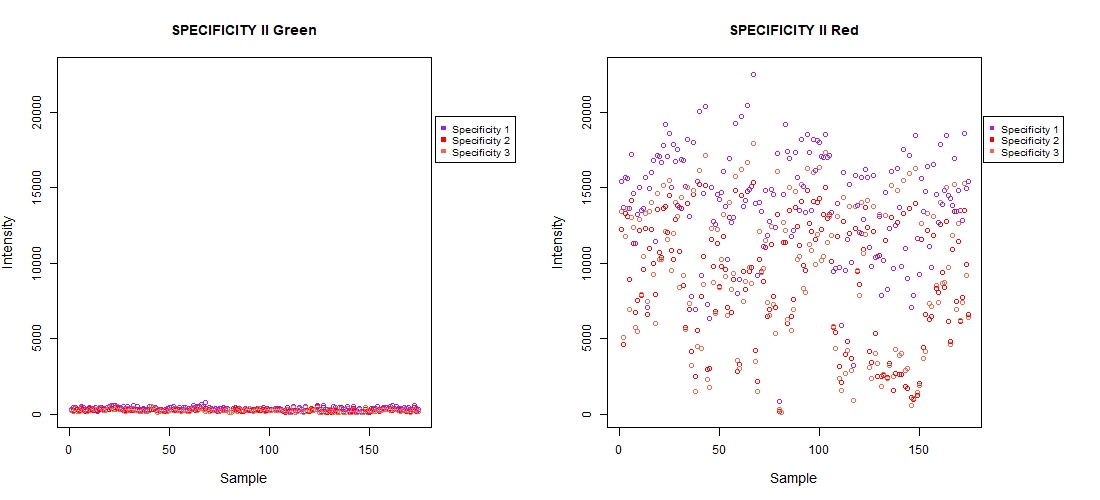 SPECIFICITY II Green
Intensity
20000
15000
10000
5000
0
0 50 100 150
Sample
Specificity 1
Specificity 2
Specificity 3
SPECIFICITY II Red
Intensity
20000
15000
10000
5000
0
0 50 100 150
Sample
Specificity 1
Specificity 2
Specificity 3